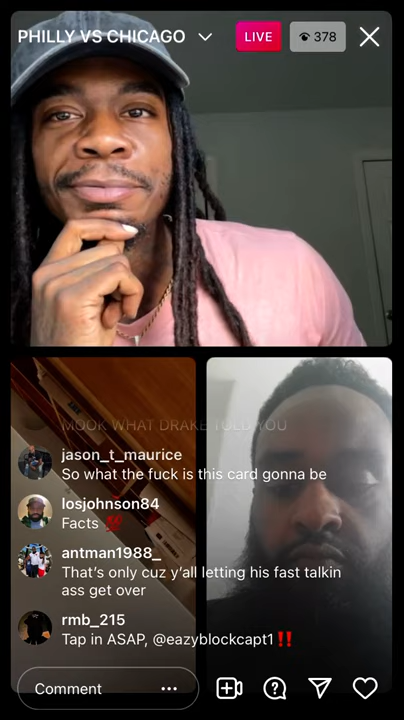 PHILLY VS CHICAGO
LIVE
378
MOOK WHAT DRAKE TOLD YOU
jason_t_maurice
So what the fuck is this card gonna be
losjohnson84
Facts 💯
antman1988_
That's only cuz y'all letting his fast talkin
ass get over
rmb_215
Tap in ASAP, @eazyblockcapt1‼️
Comment